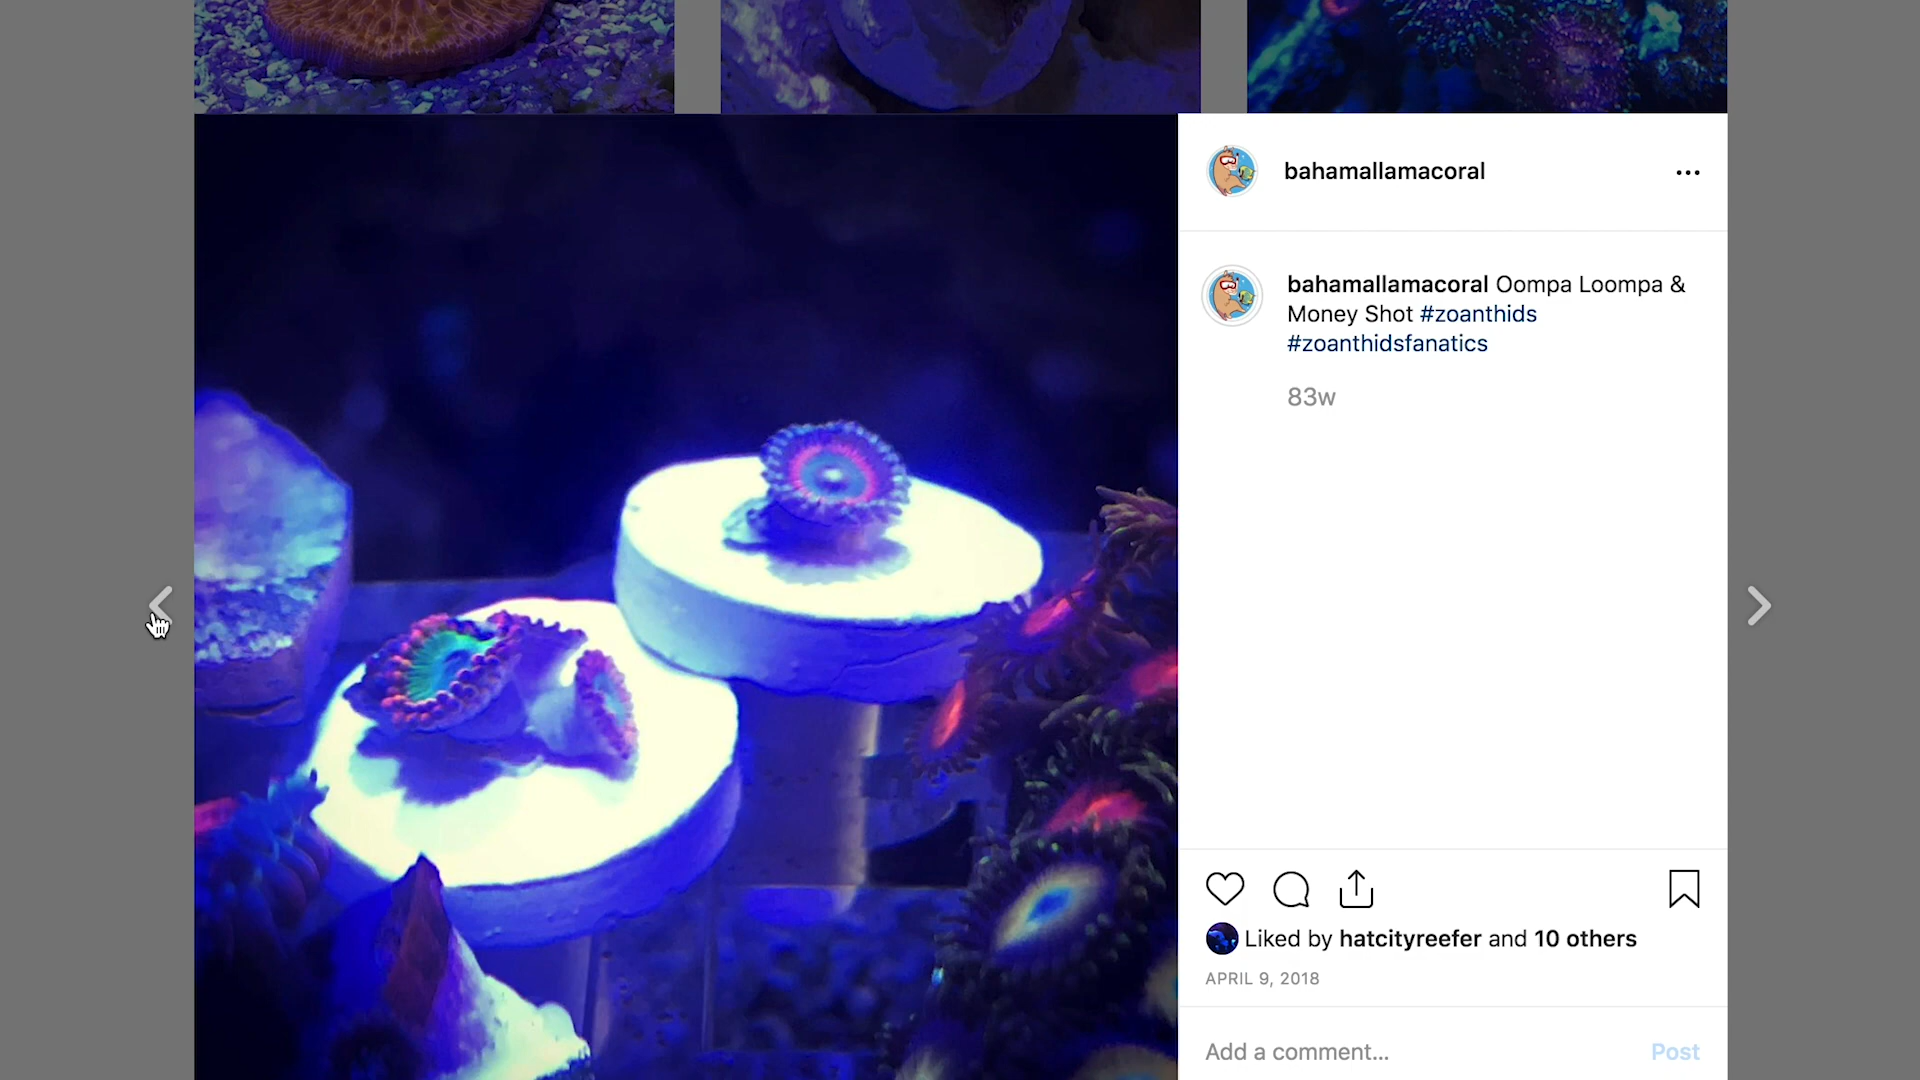 bahamallamacoral
bahamallamacoral Oompa Loompa &
Money Shot #zoanthids
#zoanthidsfanatics
83w
Liked by hatcityreefer and 10 others
APRIL 9, 2018
Add a comment... Post